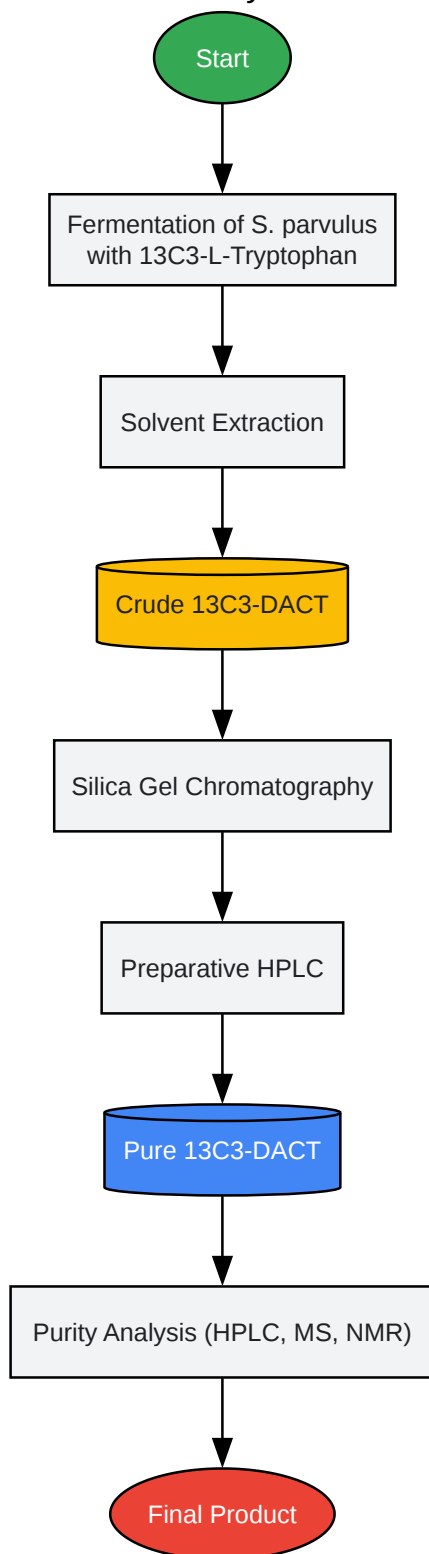 Start
Fermentation of S. parvulus
with 13C3-L-Tryptophan
Solvent Extraction
Crude 13C3-DACT
Silica Gel Chromatography
Preparative HPLC
Pure 13C3-DACT
Purity Analysis (HPLC, MS, NMR)
Final Product